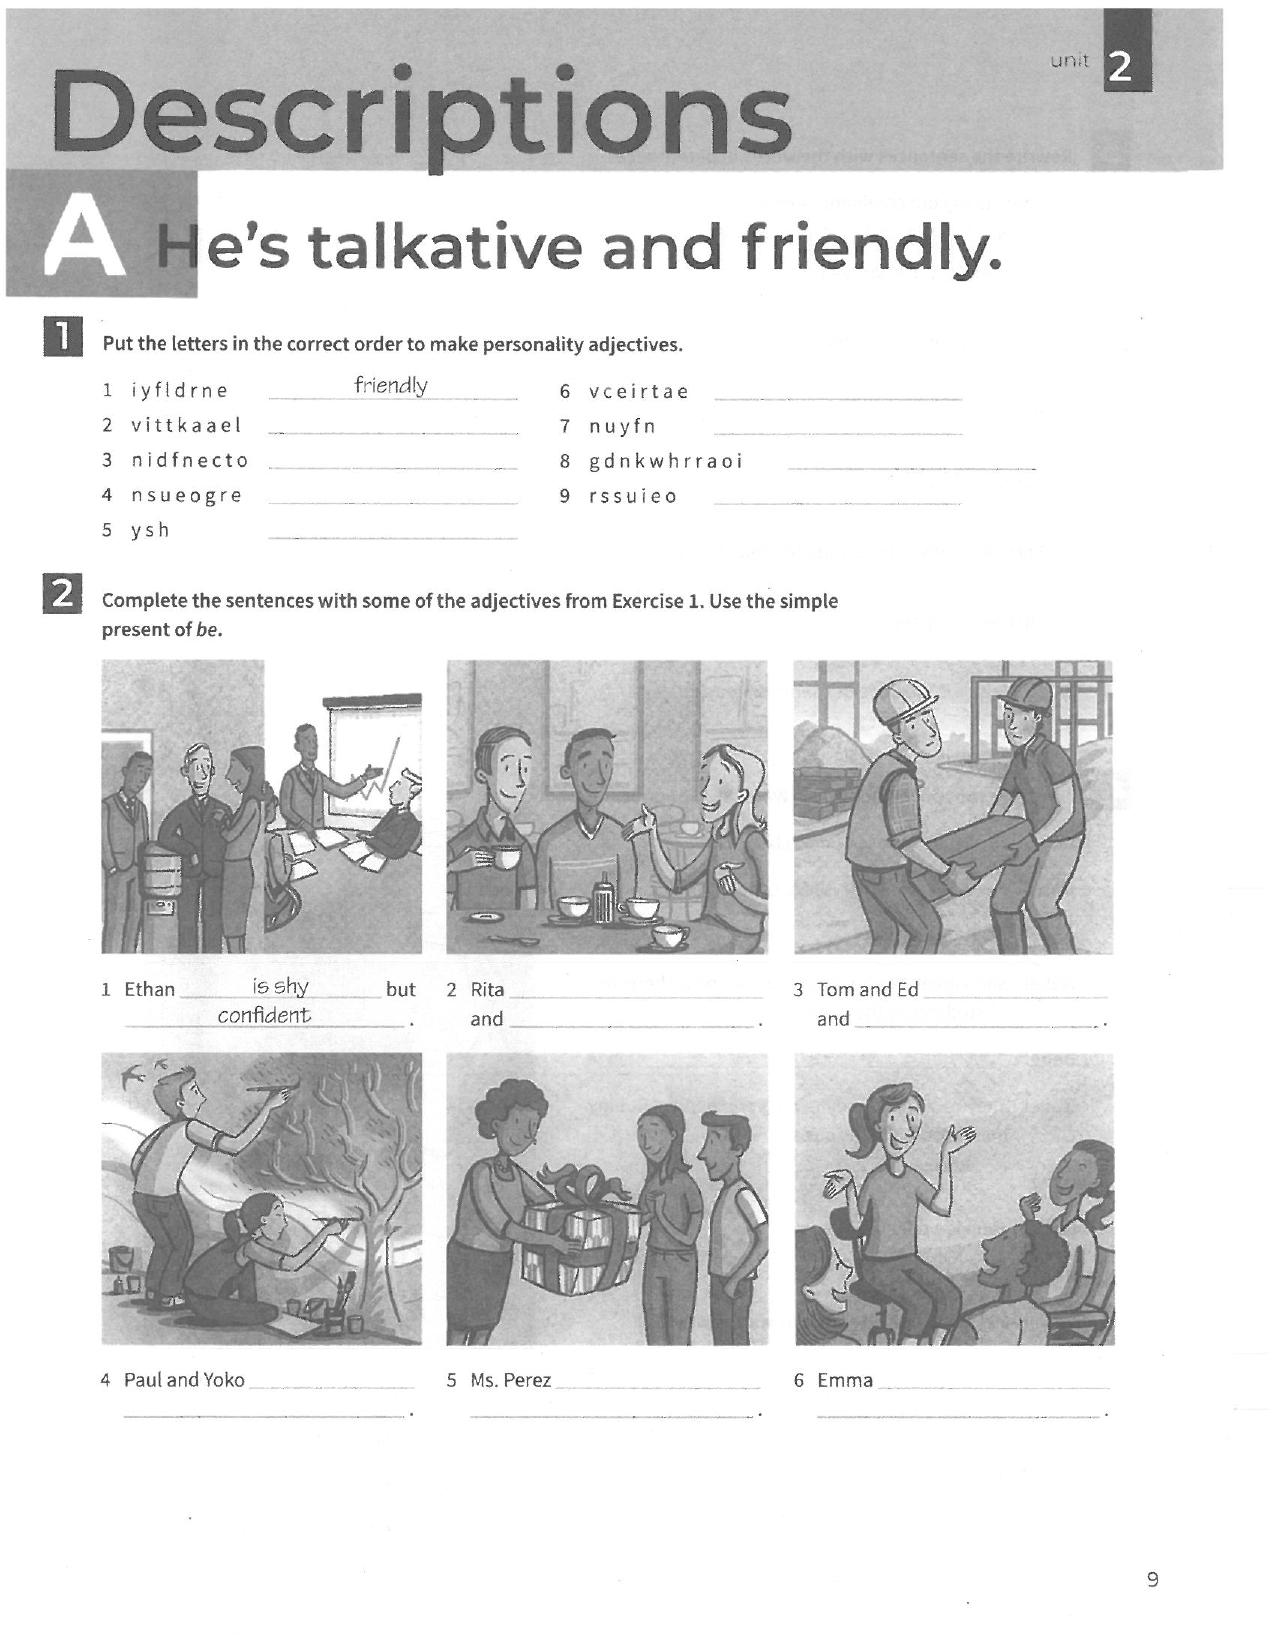 unit 2
Descriptions
A He's talkative and friendly.
1 Put the letters in the correct order to make personality adjectives.
1 iyfldrne friendly
2 vittkaael
3 nidfnecto
4 nsueogre
5 ysh
6 vceirtae
7 nuyfn
8 gdnkwhrraoi
9 rssuieo
2 Complete the sentences with some of the adjectives from Exercise 1. Use the simple
present of be.
1 Ethan is shy but
confident .
2 Rita
and .
3 Tom and Ed
and .
4 Paul and Yoko
.
5 Ms. Perez
.
6 Emma
.
9